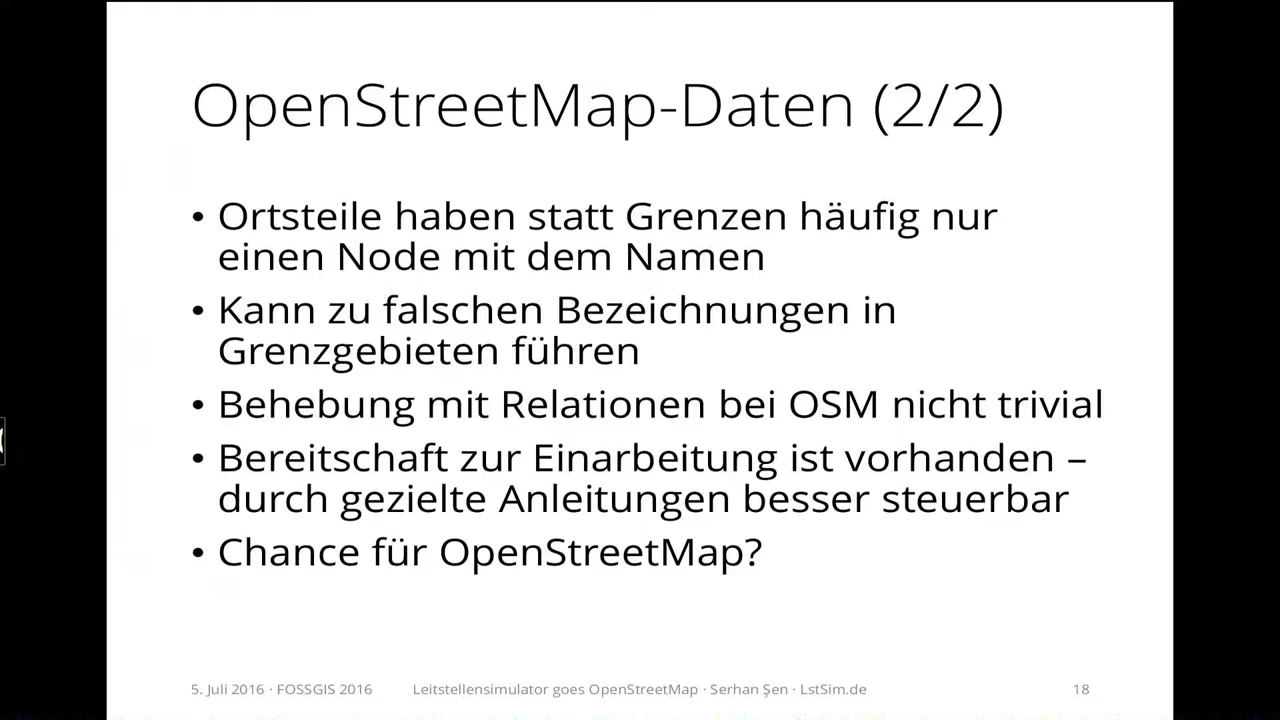 OpenStreetMap-Daten (2/2)
• Ortsteile haben statt Grenzen häufig nur
einen Node mit dem Namen
• Kann zu falschen Bezeichnungen in
Grenzgebieten führen
• Behebung mit Relationen bei OSM nicht trivial
• Bereitschaft zur Einarbeitung ist vorhanden –
durch gezielte Anleitungen besser steuerbar
• Chance für OpenStreetMap?
5. Juli 2016 · FOSSGIS 2016 Leitstellensimulator goes OpenStreetMap · Serhan Şen · LstSim.de 18